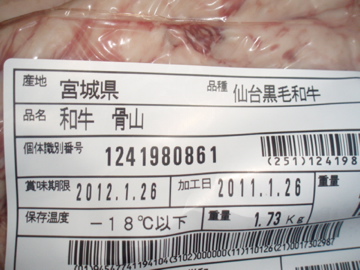 産地 宮城県 品種 仙台黒毛和牛
品名 和牛 骨山
個体識別番号 1241980861 (251)124198
賞味期限 2012.1.26 加工日 2011.1.26 重量
保存温度 －18℃以下 重量 1.73Kg